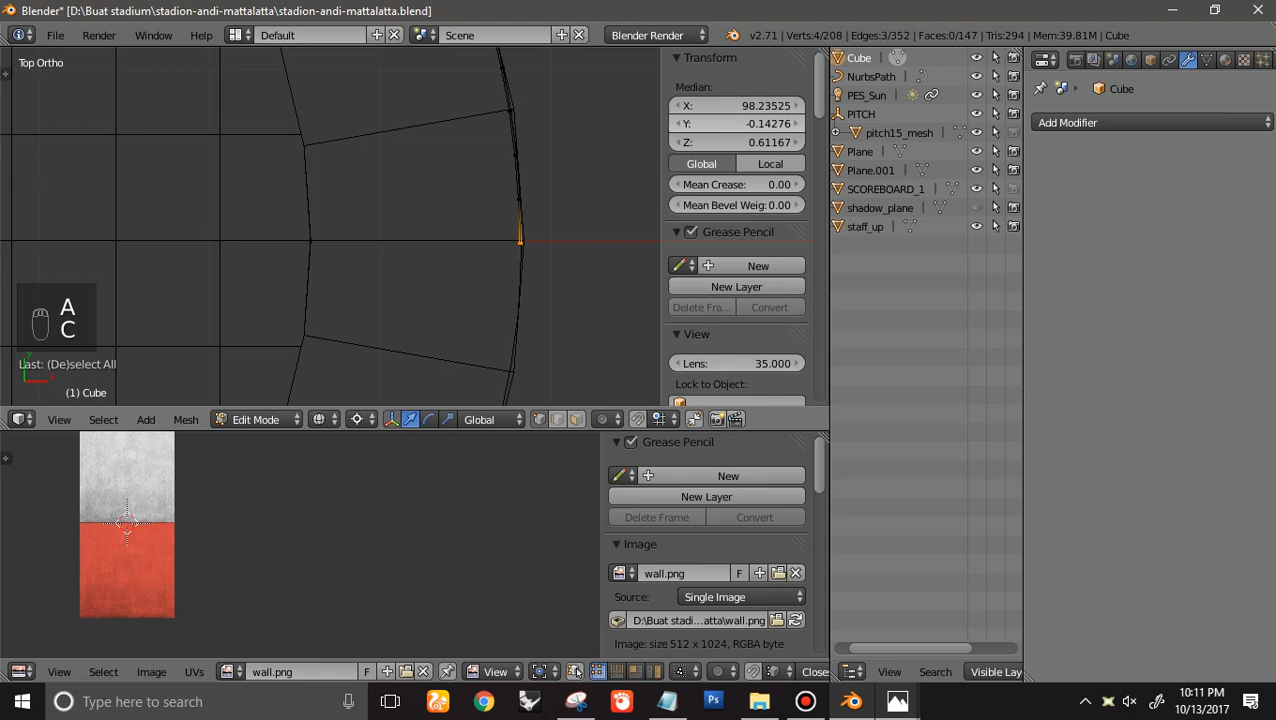 Blender* [D:\Buat stadium\stadion-andi-mattalatta\stadion-andi-mattalatta.blend]
File Render Window Help Default Scene Blender Render v2.71 | Verts:4/208 | Edges:3/352 | Faces:0/147 | Tris:294 | Mem:39.81M | Cube
Top Ortho
Transform
Median:
X: 98.23525
Y: -0.14276
Z: 0.61167
Global Local
Mean Crease: 0.00
Mean Bevel Weig: 0.00
Grease Pencil
New
New Layer
Delete Fra... Convert
View
Lens: 35.000
Lock to Object:
A
C
Last: (De)select All
y
x
(1) Cube
View Select Add Mesh Edit Mode Global
Cube
NurbsPath
PES_Sun
PITCH
pitch15_mesh
Plane
Plane.001
SCOREBOARD_1
shadow_plane
staff_up
Cube
Add Modifier
Grease Pencil
New
New Layer
Delete Frame Convert
Image
wall.png F
Source: Single Image
D:\Buat stadi...atta\wall.png
Image: size 512 x 1024, RGBA byte
View Select Image UVs wall.png F View Close
View Search Visible Lay
Type here to search
Ps
10:11 PM
10/13/2017